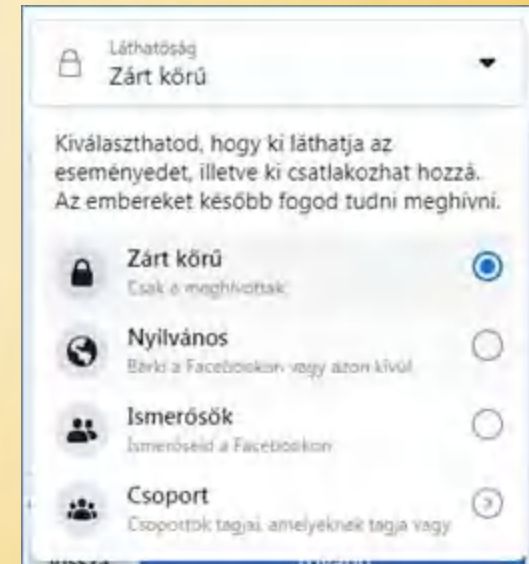 Láthatóság
Zárt körű
Kiválaszthatod, hogy ki láthatja az
eseményedet, illetve ki csatlakozhat hozzá.
Az embereket később fogod tudni meghívni.
Zárt körű
Csak a meghívottak
Nyilvános
Bárki a Facebookon vagy azon kívül
Ismerősök
Ismerőseid a Facebookon
Csoport
Csoportok tagjai, amelyeknek tagja vagy